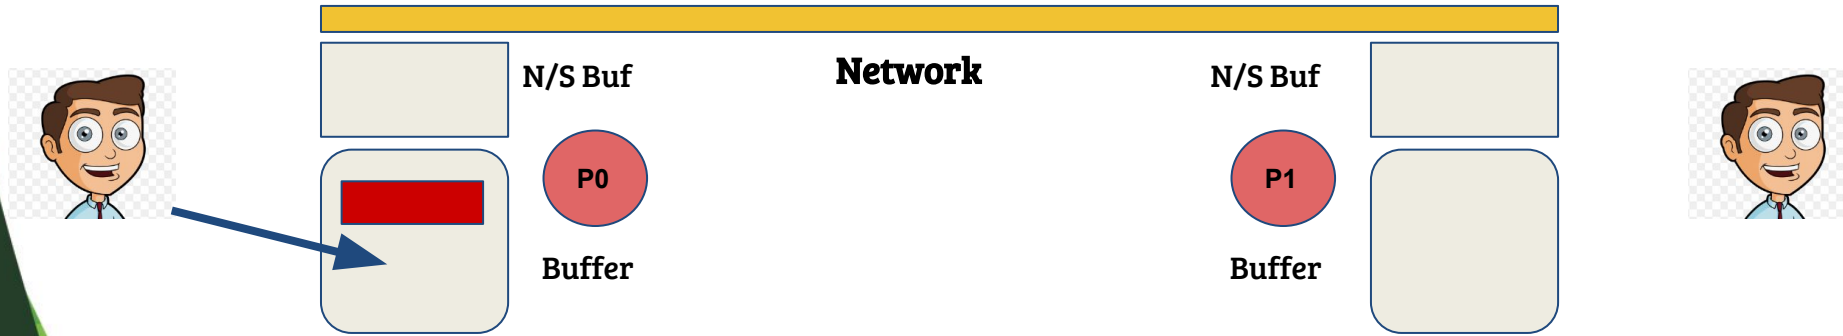 N/S Buf
Network
N/S Buf
P0
P1
Buffer
Buffer